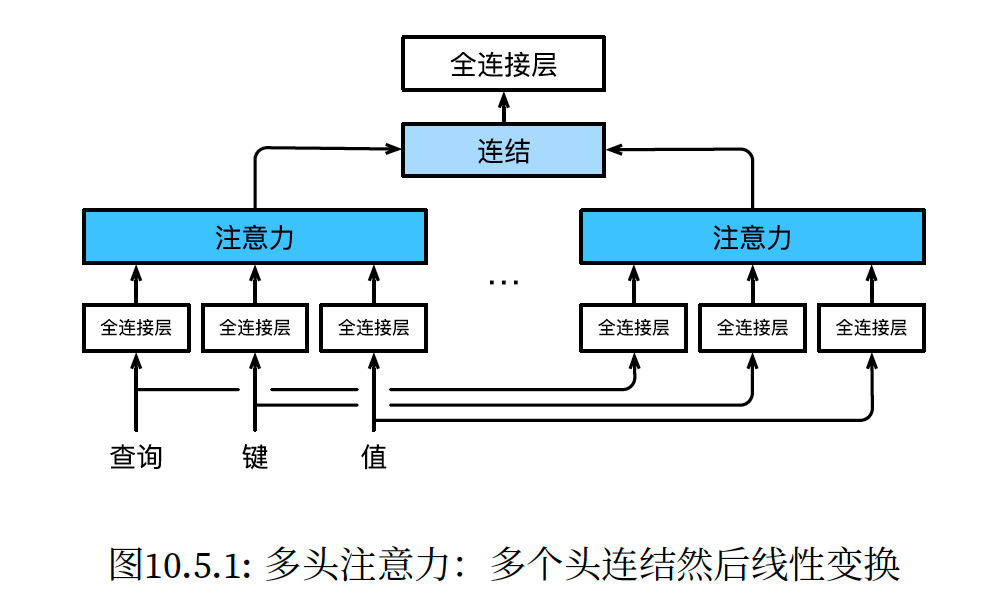 全连接层
连结
注意力
注意力
...
全连接层 全连接层 全连接层 全连接层 全连接层 全连接层
查询 键 值
图10.5.1: 多头注意力：多个头连结然后线性变换